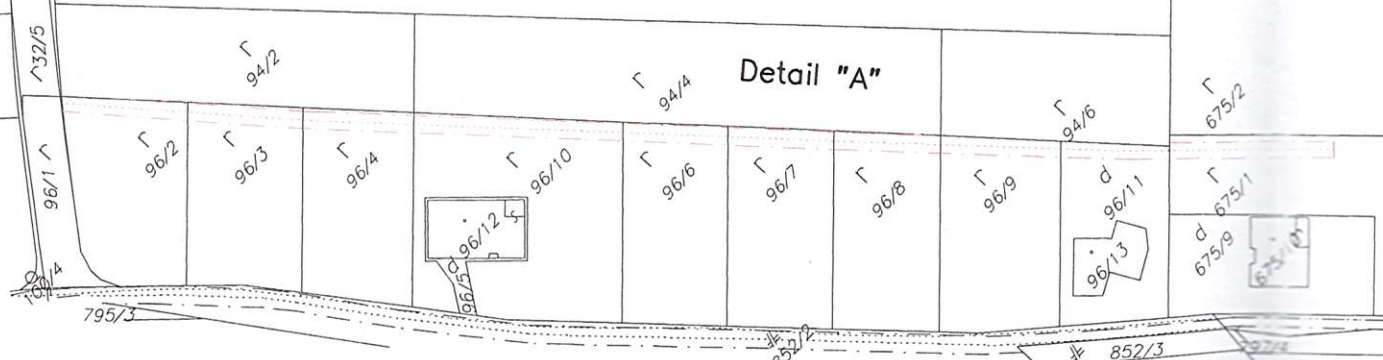 32/5
r
94/2
r
94/4
Detail "A"
r
94/6
r
675/2
96/1
r
r
96/2
r
96/3
r
96/4
r
96/10
r
96/6
r
96/7
r
96/8
r
96/9
d
96/11
r
675/1
s
96/12
d
96/5
96/13
d
675/9
795/3
852/3